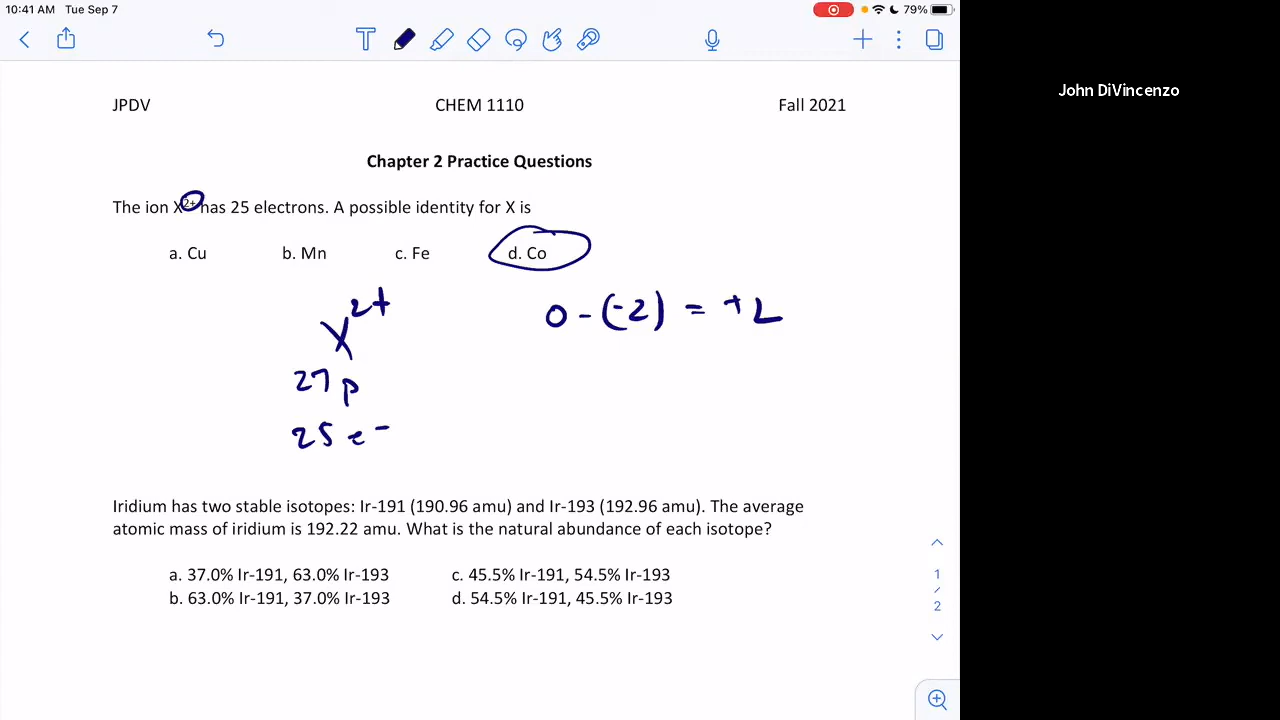 10:41 AM Tue Sep 7
79%
John DiVincenzo
JPDV CHEM 1110 Fall 2021
Chapter 2 Practice Questions
The ion X²⁺ has 25 electrons. A possible identity for X is
a. Cu b. Mn c. Fe d. Co
X²⁺ 0 - (-2) = +2
27 p
25 e⁻
Iridium has two stable isotopes: Ir-191 (190.96 amu) and Ir-193 (192.96 amu). The average
atomic mass of iridium is 192.22 amu. What is the natural abundance of each isotope?
a. 37.0% Ir-191, 63.0% Ir-193 c. 45.5% Ir-191, 54.5% Ir-193
b. 63.0% Ir-191, 37.0% Ir-193 d. 54.5% Ir-191, 45.5% Ir-193
1
/
2